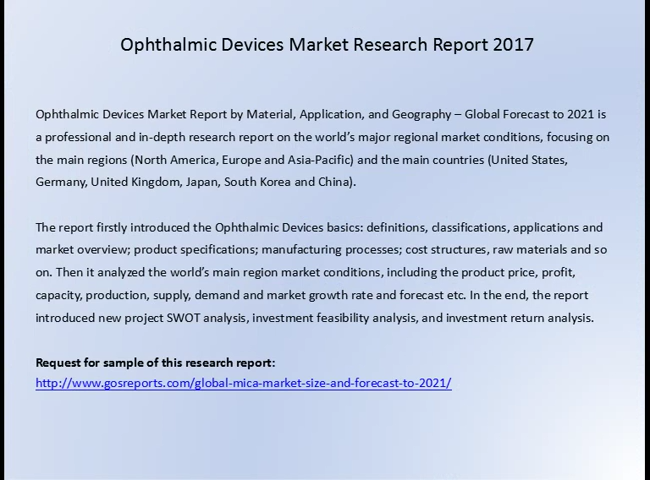 Ophthalmic Devices Market Research Report 2017
Ophthalmic Devices Market Report by Material, Application, and Geography – Global Forecast to 2021 is
a professional and in-depth research report on the world's major regional market conditions, focusing on
the main regions (North America, Europe and Asia-Pacific) and the main countries (United States,
Germany, United Kingdom, Japan, South Korea and China).
The report firstly introduced the Ophthalmic Devices basics: definitions, classifications, applications and
market overview; product specifications; manufacturing processes; cost structures, raw materials and so
on. Then it analyzed the world's main region market conditions, including the product price, profit,
capacity, production, supply, demand and market growth rate and forecast etc. In the end, the report
introduced new project SWOT analysis, investment feasibility analysis, and investment return analysis.
Request for sample of this research report:
http://www.gosreports.com/global-mica-market-size-and-forecast-to-2021/